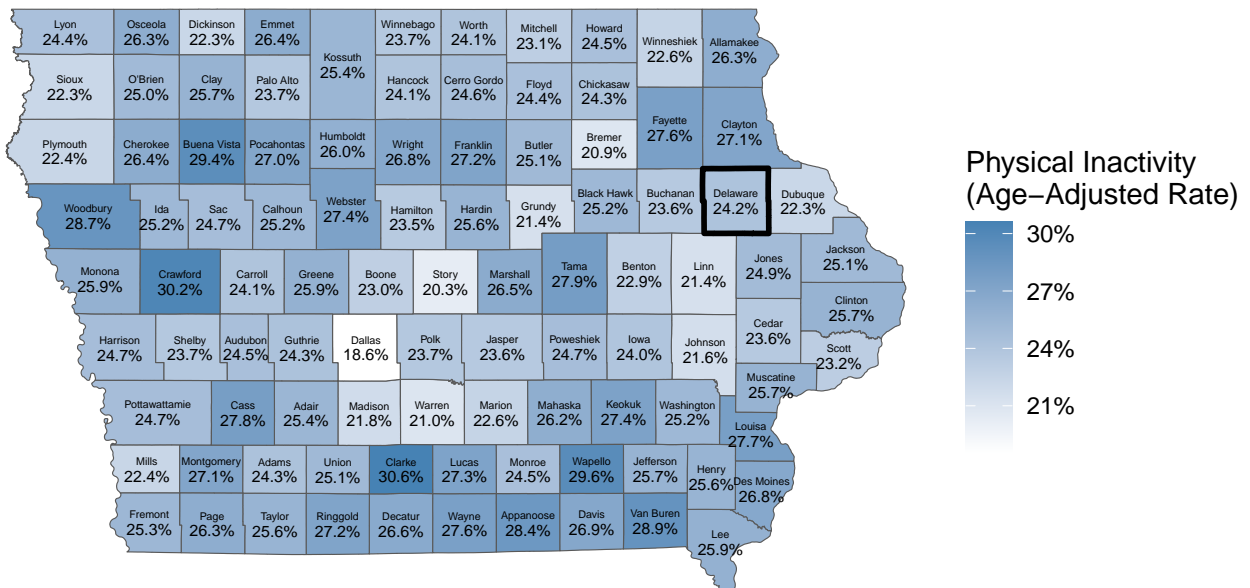 Lyon
24.4%
Osceola
26.3%
Dickinson
22.3%
Emmet
26.4%
Kossuth
25.4%
Winnebago
23.7%
Worth
24.1%
Mitchell
23.1%
Howard
24.5%
Winneshiek
22.6%
Allamakee
26.3%
Sioux
22.3%
O'Brien
25.0%
Clay
25.7%
Palo Alto
23.7%
Hancock
24.1%
Cerro Gordo
24.6%
Floyd
24.4%
Chickasaw
24.3%
Fayette
27.6%
Clayton
27.1%
Plymouth
22.4%
Cherokee
26.4%
Buena Vista
29.4%
Pocahontas
27.0%
Humboldt
26.0%
Wright
26.8%
Franklin
27.2%
Butler
25.1%
Bremer
20.9%
Woodbury
28.7%
Ida
25.2%
Sac
24.7%
Calhoun
25.2%
Webster
27.4%
Hamilton
23.5%
Hardin
25.6%
Grundy
21.4%
Black Hawk
25.2%
Buchanan
23.6%
Delaware
24.2%
Dubuque
22.3%
Monona
25.9%
Crawford
30.2%
Carroll
24.1%
Greene
25.9%
Boone
23.0%
Story
20.3%
Marshall
26.5%
Tama
27.9%
Benton
22.9%
Linn
21.4%
Jones
24.9%
Jackson
25.1%
Clinton
25.7%
Harrison
24.7%
Shelby
23.7%
Audubon
24.5%
Guthrie
24.3%
Dallas
18.6%
Polk
23.7%
Jasper
23.6%
Poweshiek
24.7%
Iowa
24.0%
Johnson
21.6%
Cedar
23.6%
Scott
23.2%
Muscatine
25.7%
Pottawattamie
24.7%
Cass
27.8%
Adair
25.4%
Madison
21.8%
Warren
21.0%
Marion
22.6%
Mahaska
26.2%
Keokuk
27.4%
Washington
25.2%
Louisa
27.7%
Mills
22.4%
Montgomery
27.1%
Adams
24.3%
Union
25.1%
Clarke
30.6%
Lucas
27.3%
Monroe
24.5%
Wapello
29.6%
Jefferson
25.7%
Henry
25.6%
Des Moines
26.8%
Fremont
25.3%
Page
26.3%
Taylor
25.6%
Ringgold
27.2%
Decatur
26.6%
Wayne
27.6%
Appanoose
28.4%
Davis
26.9%
Van Buren
28.9%
Lee
25.9%
Physical Inactivity
(Age−Adjusted Rate)
30%
27%
24%
21%